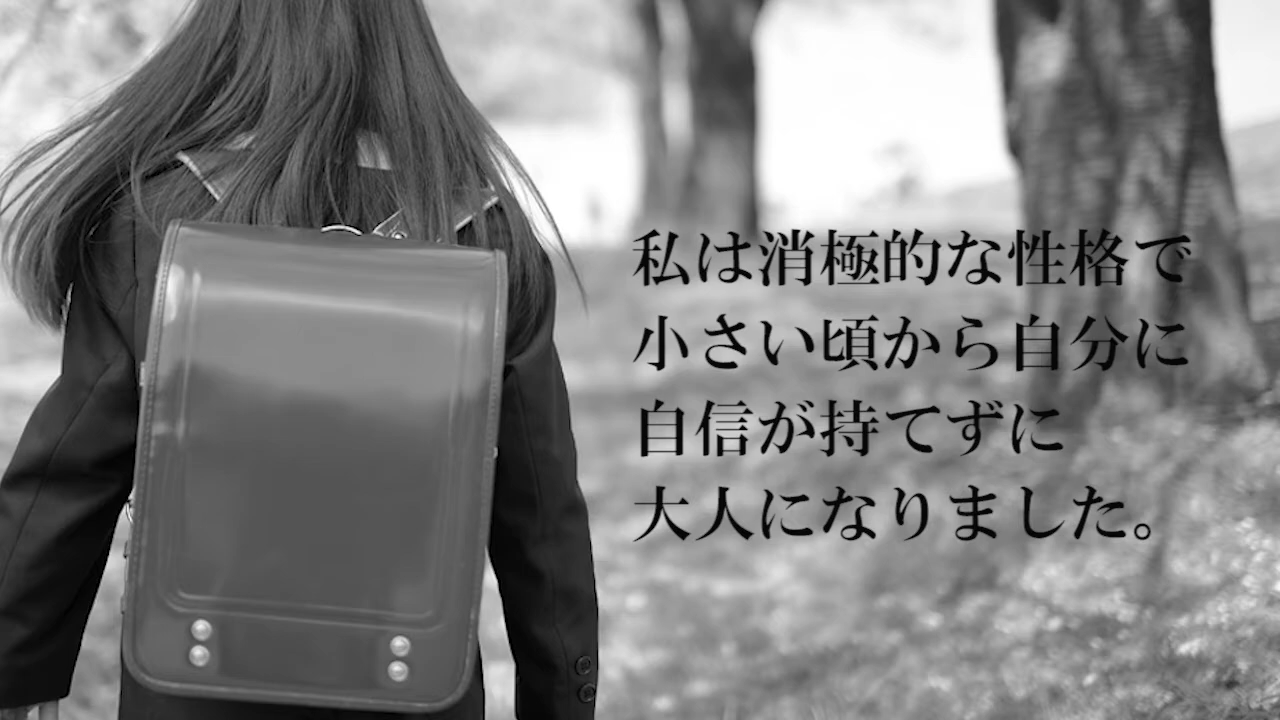 私は消極的な性格で
小さい頃から自分に
自信が持てずに
大人になりました。